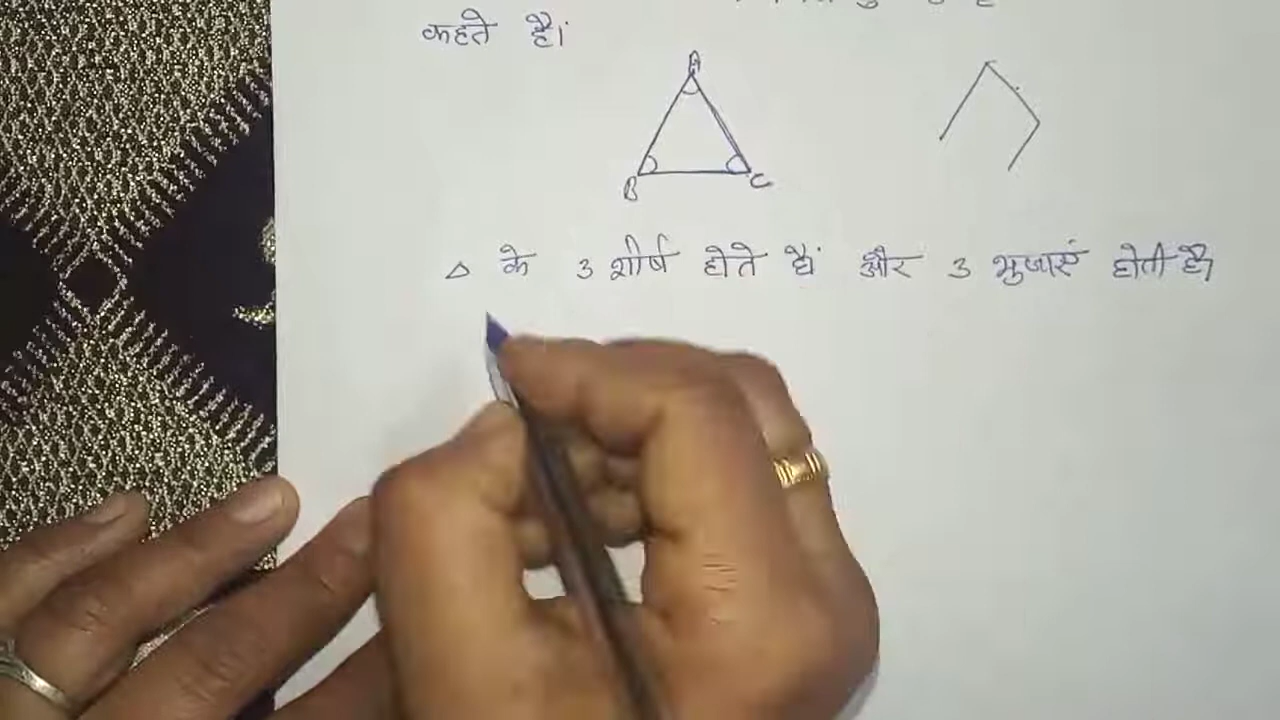 कहते है।
A
B
C
△ के 3 शीर्ष होते हैं और 3 भुजाएं होती है।